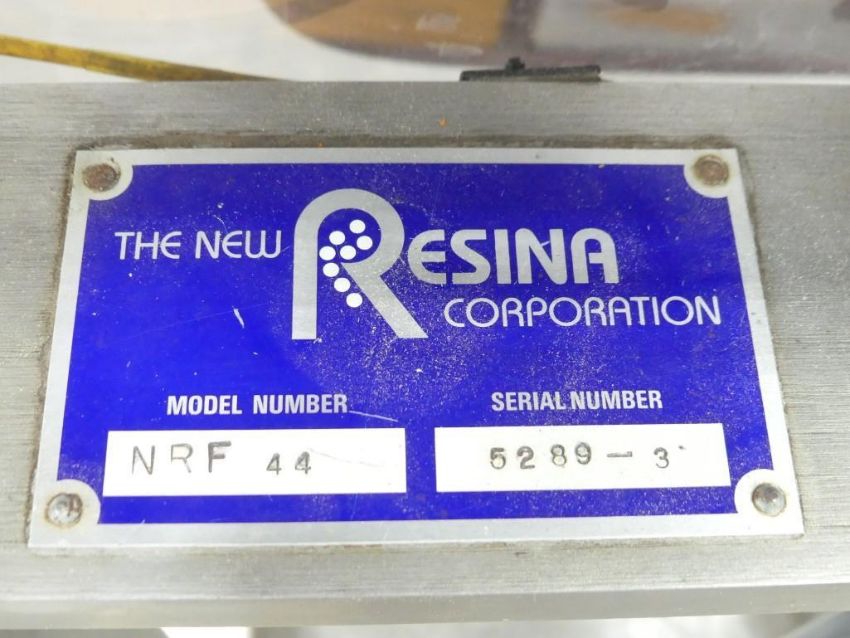 THE NEW RESINA
CORPORATION
MODEL NUMBER SERIAL NUMBER
NRF 44 5289-3